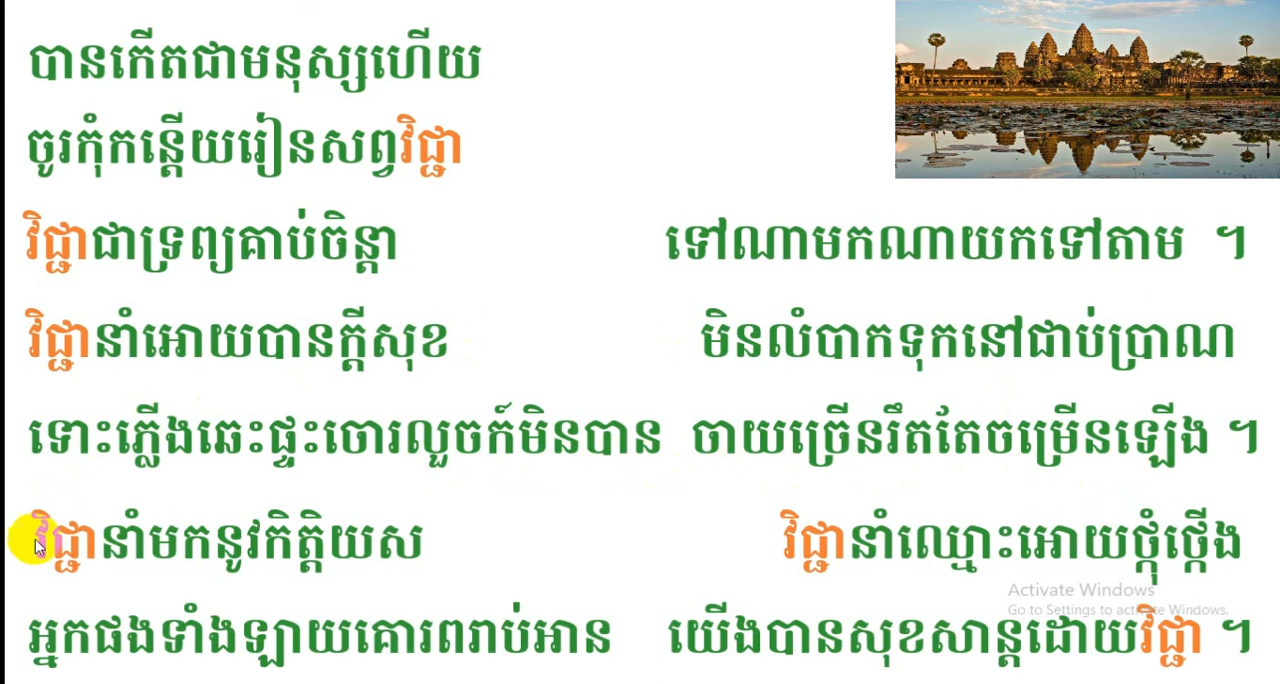 បានកើតជាមនុស្សហើយ
ចូរកុំកន្តើយរៀនសព្វវិជ្ជា
វិជ្ជាជាទ្រព្យគាប់ចិន្តា ទៅណាមកណាយកទៅតាម ។
វិជ្ជានាំអោយបានក្តីសុខ មិនលំបាកទុកនៅជាប់ប្រាណ
ទោះភ្លើងឆេះផ្ទះចោរលួចក៍មិនបាន ចាយច្រើនរឹតតែចម្រើនឡើង ។
វិជ្ជានាំមកនូវកិត្តិយស វិជ្ជានាំឈ្មោះអោយថ្កុំថ្កើង
Activate Windows
Go to Settings to activate Windows.
អ្នកផងទាំងឡាយគោរពរាប់អាន យើងបានសុខសាន្តដោយវិជ្ជា ។